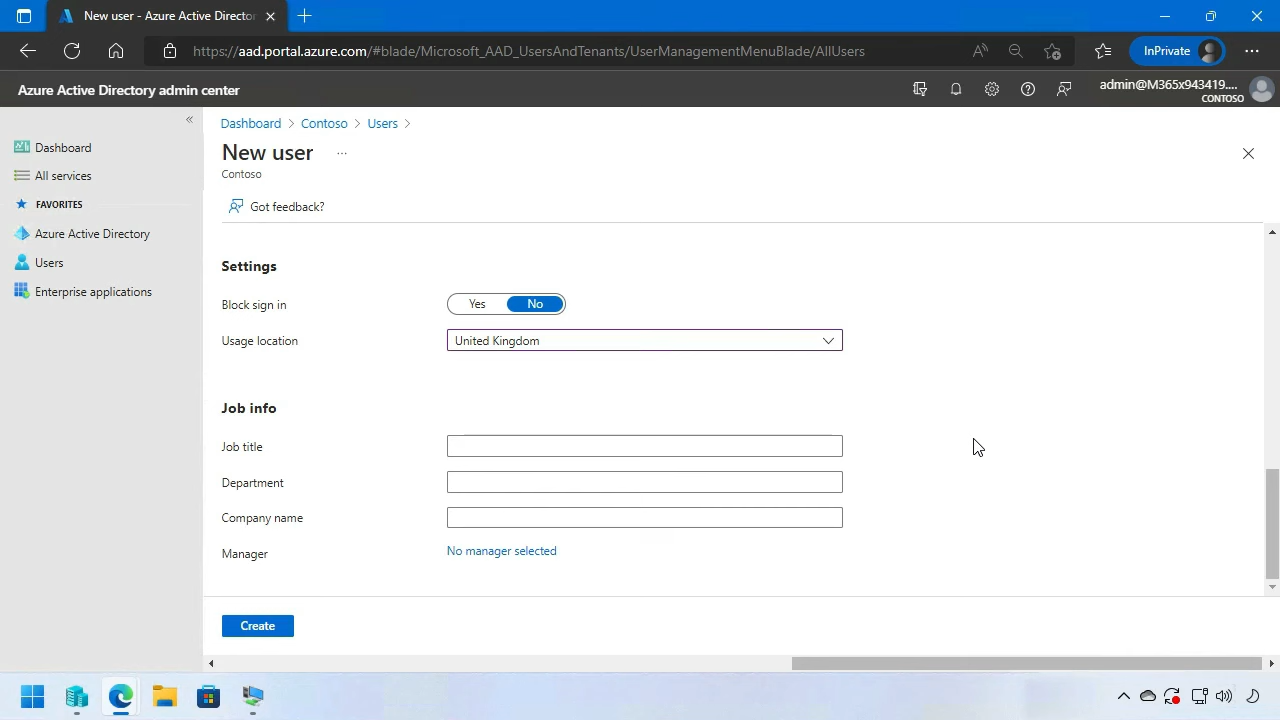 New user - Azure Active Director
https://aad.portal.azure.com/#blade/Microsoft_AAD_UsersAndTenants/UserManagementMenuBlade/AllUsers
InPrivate
Azure Active Directory admin center
admin@M365x943419....
CONTOSO
Dashboard
All services
FAVORITES
Azure Active Directory
Users
Enterprise applications
Dashboard > Contoso > Users >
New user ...
Contoso
Got feedback?
Settings
Block sign in Yes No
Usage location United Kingdom
Job info
Job title
Department
Company name
Manager No manager selected
Create